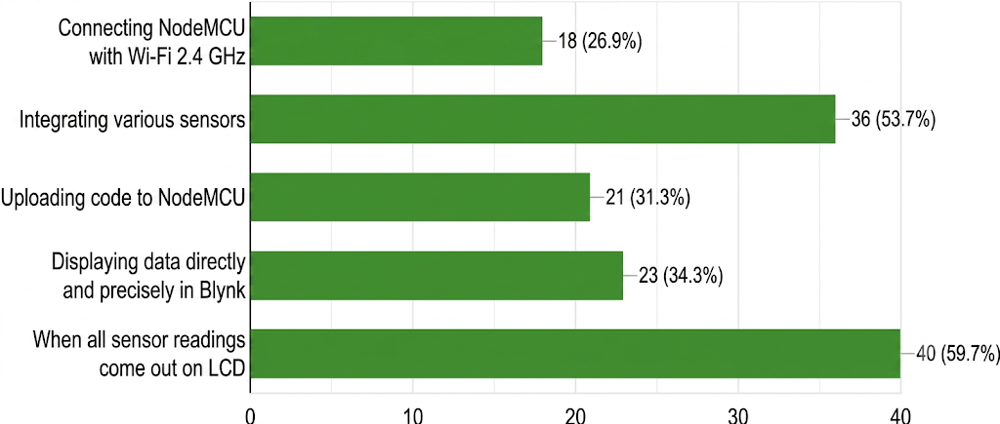 Connecting NodeMCU
with Wi-Fi 2.4 GHz
18 (26.9%)
Integrating various sensors
36 (53.7%)
Uploading code to NodeMCU
21 (31.3%)
Displaying data directly
and precisely in Blynk
23 (34.3%)
When all sensor readings
come out on LCD
40 (59.7%)
0 10 20 30 40